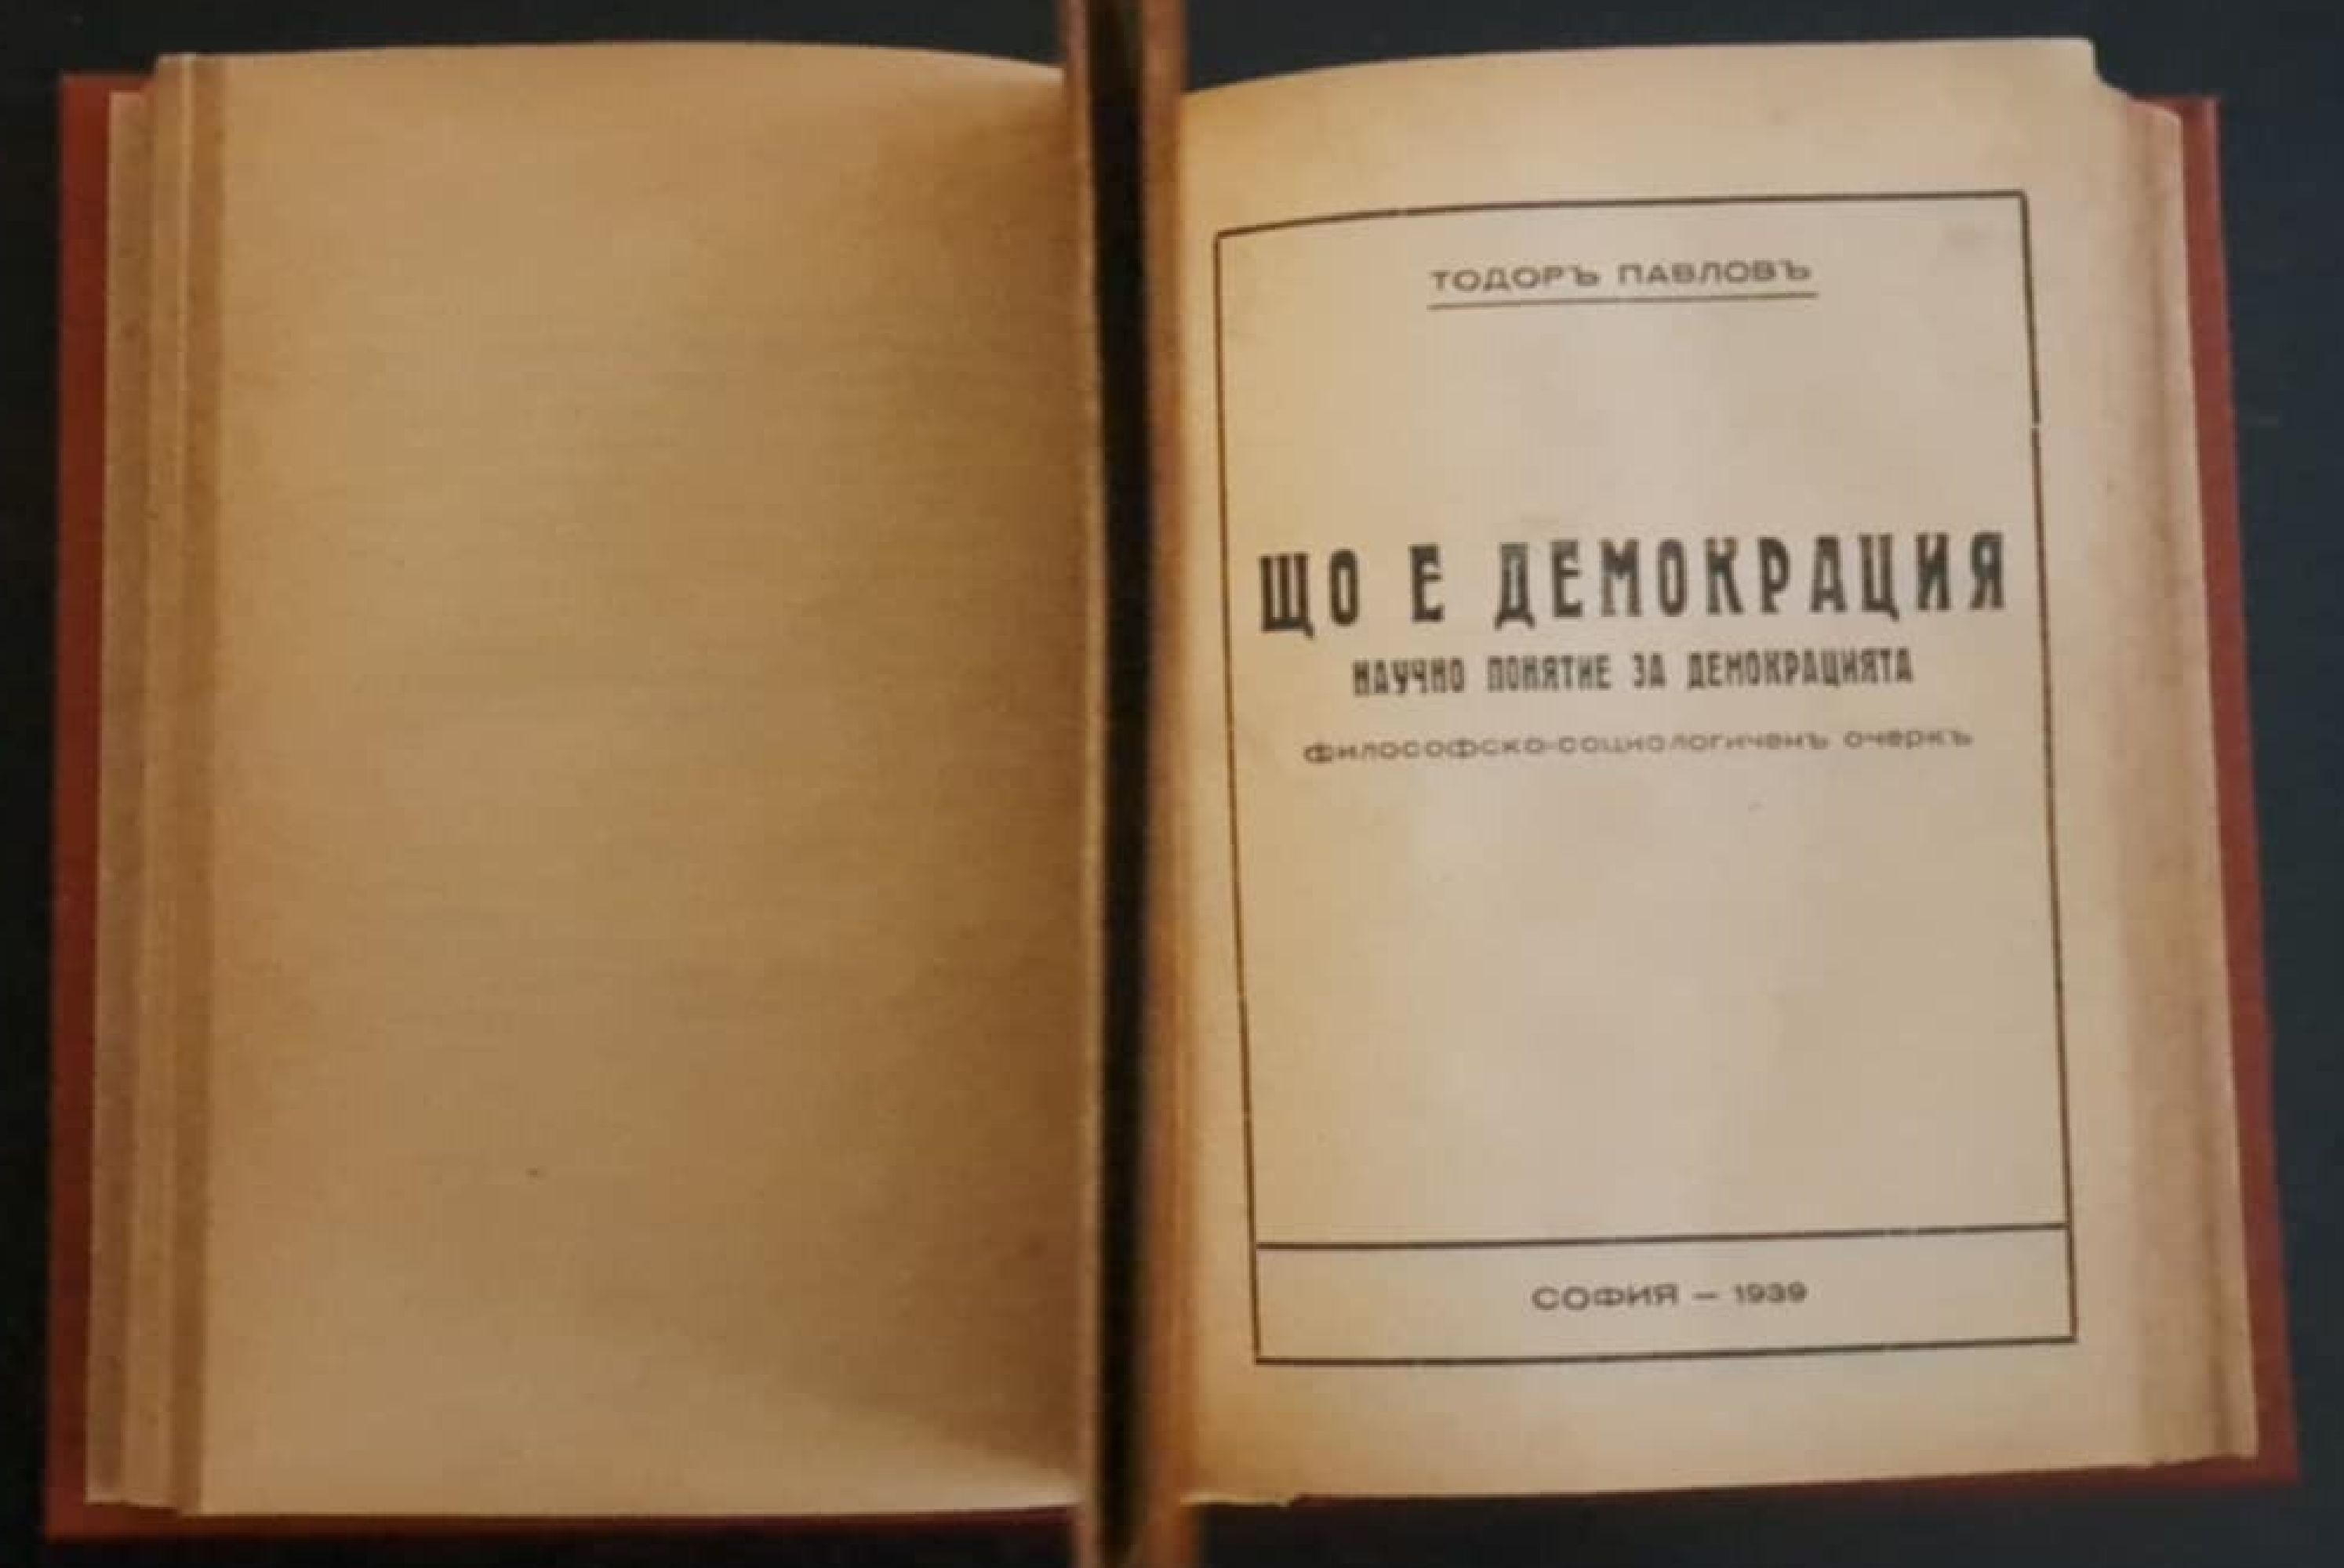 ТОДОРЪ ПАВЛОВЪ
ЩО Е ДЕМОКРАЦИЯ
НАУЧНО ПОНЯТИЕ ЗА ДЕМОКРАЦИЯТА
Философско-социологиченъ очеркъ
СОФИЯ — 1939